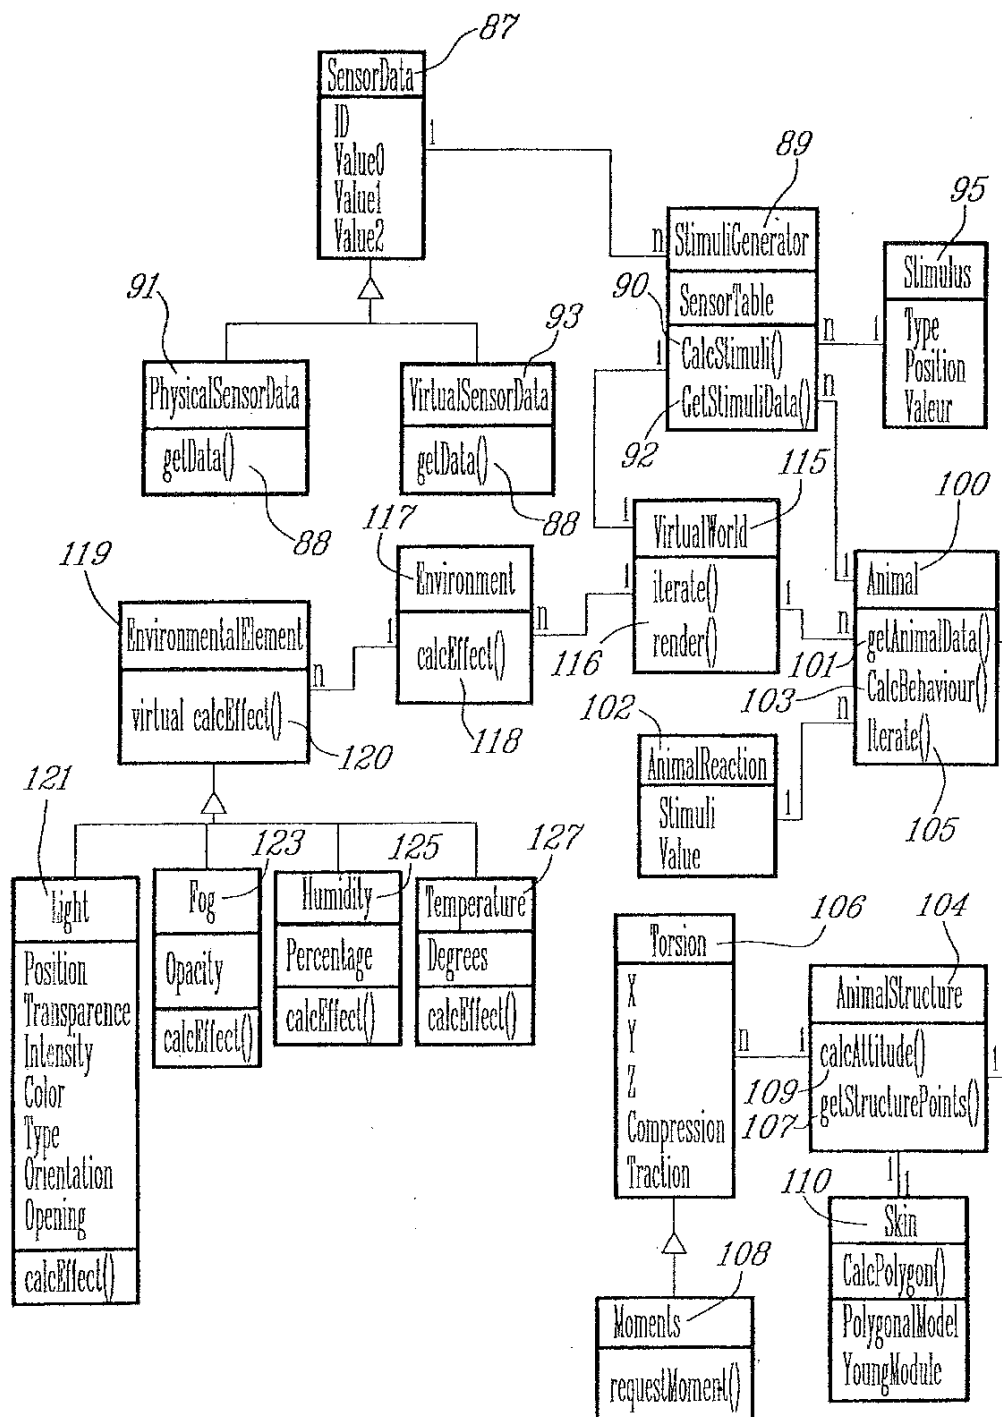 87
SensorData
ID
Value0
Value1
Value2
1
n
89
StimuliGenerator
SensorTable
90
CalcStimuli()
GetStimuliData()
92
1
n
n
95
Stimulus
1
Type
Position
Valeur
91
PhysicalSensorData
getData()
88
93
VirtualSensorData
getData()
88
115
1
VirtualWorld
iterate()
render()
116
1
1
n
100
1
Animal
getAnimalData()
101
CalcBehaviour()
103
n
Iterate()
105
117
Environment
calcEffect()
118
1
n
119
EnvironmentalElement
n
virtual calcEffect()
120
102
AnimalReaction
Stimuli
Value
1
121
Light
Position
Transparence
Intensity
Color
Type
Orientation
Opening
calcEffect()
123
Fog
Opacity
calcEffect()
125
Humidity
Percentage
calcEffect()
127
Temperature
Degrees
calcEffect()
106
Torsion
X
Y
Z
Compression
Traction
n
1
104
AnimalStructure
calcAttitude()
109
getStructurePoints()
107
1
1
1
110
Skin
CalcPolygon()
PolygonalModel
YoungModule
108
Moments
requestMoment()